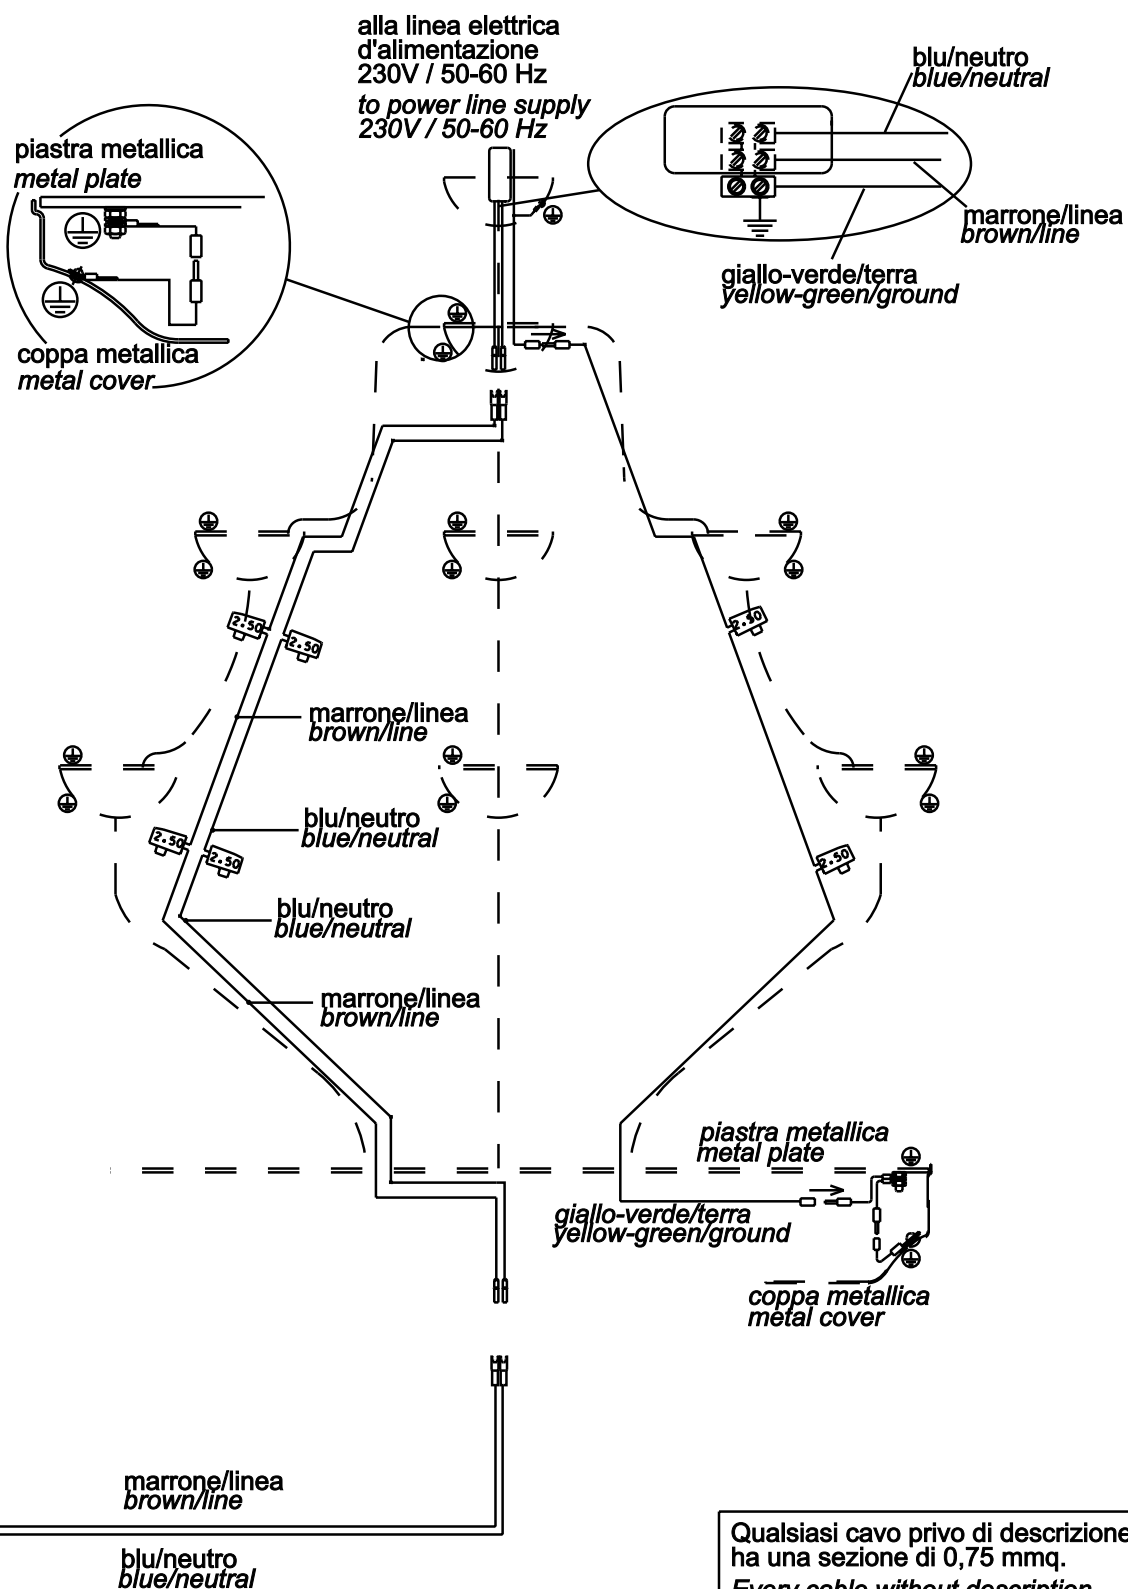 alla linea elettrica
d'alimentazione
230V / 50-60 Hz
to power line supply
230V / 50-60 Hz
blu/neutro
blue/neutral
piastra metallica
metal plate
marrone/linea
brown/line
giallo-verde/terra
yellow-green/ground
coppa metallica
metal cover
2.50
2.50
2.50
marrone/linea
brown/line
blu/neutro
blue/neutral
2.50
2.50
2.50
blu/neutro
blue/neutral
marrone/linea
brown/line
piastra metallica
metal plate
giallo-verde/terra
yellow-green/ground
coppa metallica
metal cover
marrone/linea
brown/line
blu/neutro
blue/neutral
Qualsiasi cavo privo di descrizione
ha una sezione di 0,75 mmq.
Every cable without description